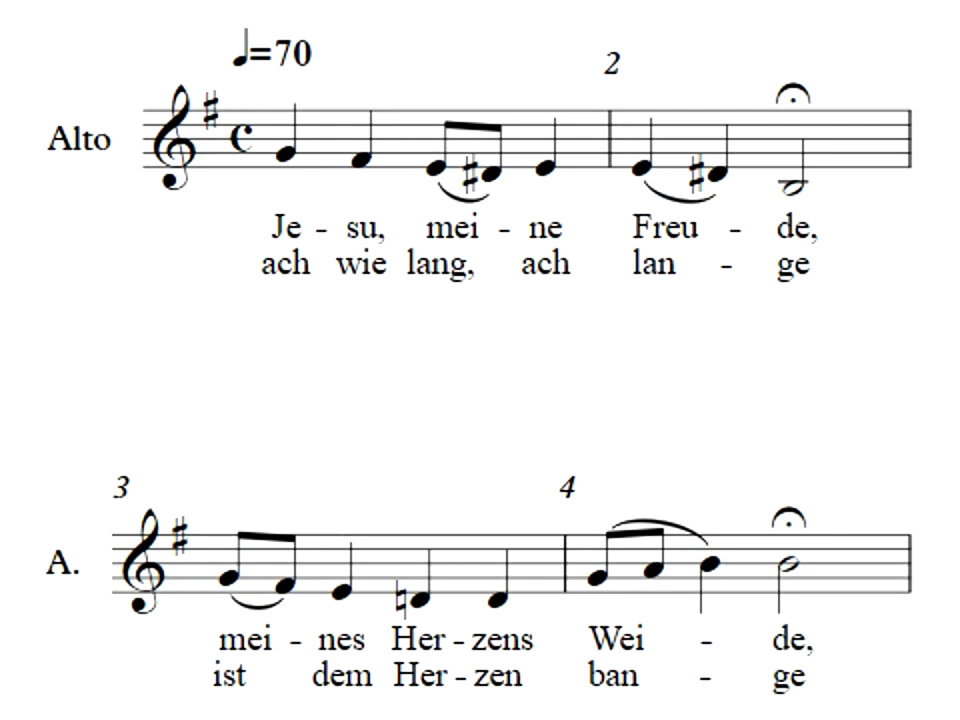 ♩=70
2
Alto
Je - su, mei - ne Freu - de,
ach wie lang, ach lan - ge
3 4
A.
mei - nes Her - zens Wei - de,
ist dem Her - zen ban - ge